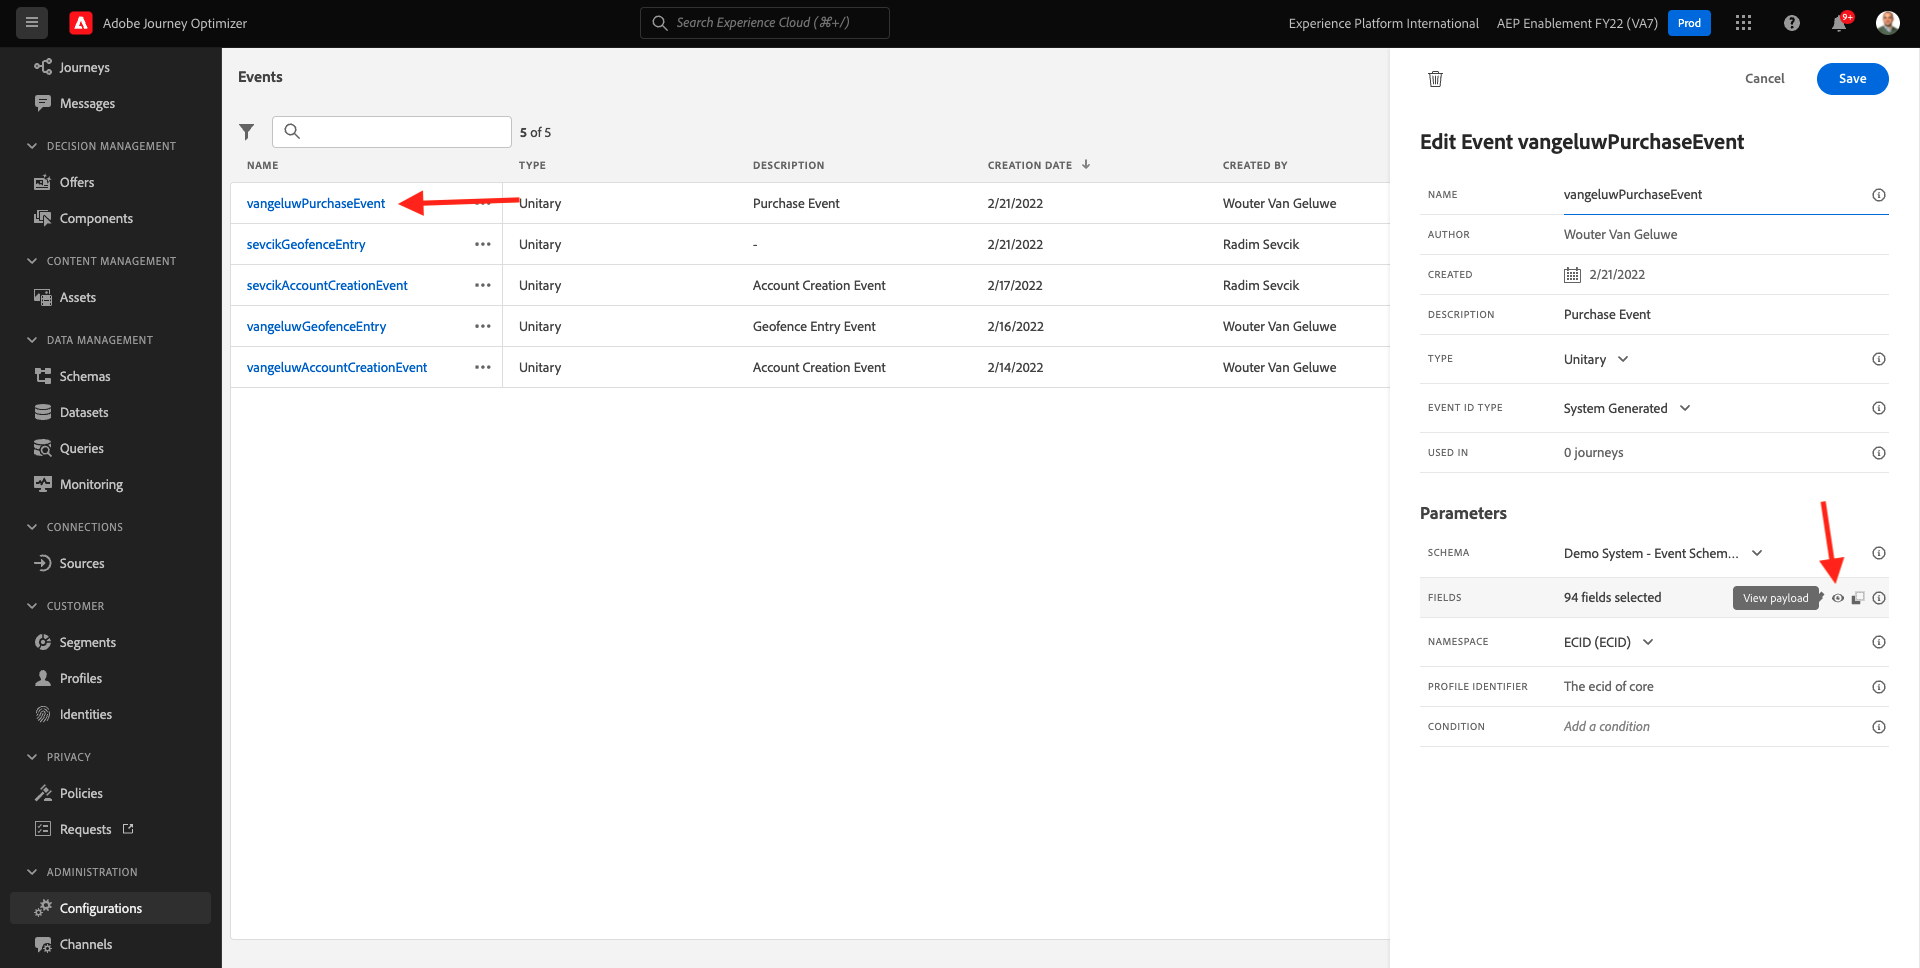 Adobe Journey Optimizer
Search Experience Cloud (⌘+/)
Experience Platform International
AEP Enablement FY22 (VA7)
Prod
9+
Journeys
Messages
DECISION MANAGEMENT
Offers
Components
CONTENT MANAGEMENT
Assets
DATA MANAGEMENT
Schemas
Datasets
Queries
Monitoring
CONNECTIONS
Sources
CUSTOMER
Segments
Profiles
Identities
PRIVACY
Policies
Requests
ADMINISTRATION
Configurations
Channels
Events
5 of 5
NAME TYPE DESCRIPTION CREATION DATE CREATED BY
vangeluwPurchaseEvent Unitary Purchase Event 2/21/2022 Wouter Van Geluwe
sevcikGeofenceEntry Unitary - 2/21/2022 Radim Sevcik
sevcikAccountCreationEvent Unitary Account Creation Event 2/17/2022 Radim Sevcik
vangeluwGeofenceEntry Unitary Geofence Entry Event 2/16/2022 Wouter Van Geluwe
vangeluwAccountCreationEvent Unitary Account Creation Event 2/14/2022 Wouter Van Geluwe
Cancel
Save
Edit Event vangeluwPurchaseEvent
NAME vangeluwPurchaseEvent
AUTHOR Wouter Van Geluwe
CREATED 2/21/2022
DESCRIPTION Purchase Event
TYPE Unitary
EVENT ID TYPE System Generated
USED IN 0 journeys
Parameters
SCHEMA Demo System - Event Schem...
FIELDS 94 fields selected View payload
NAMESPACE ECID (ECID)
PROFILE IDENTIFIER The ecid of core
CONDITION Add a condition